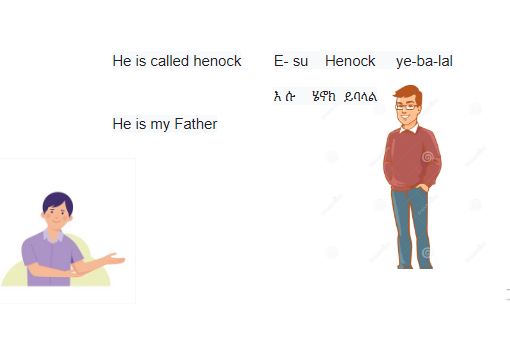 He is called henock E- su Henock ye-ba-lal
እ ሱ ሄኖክ ይባላል
He is my Father